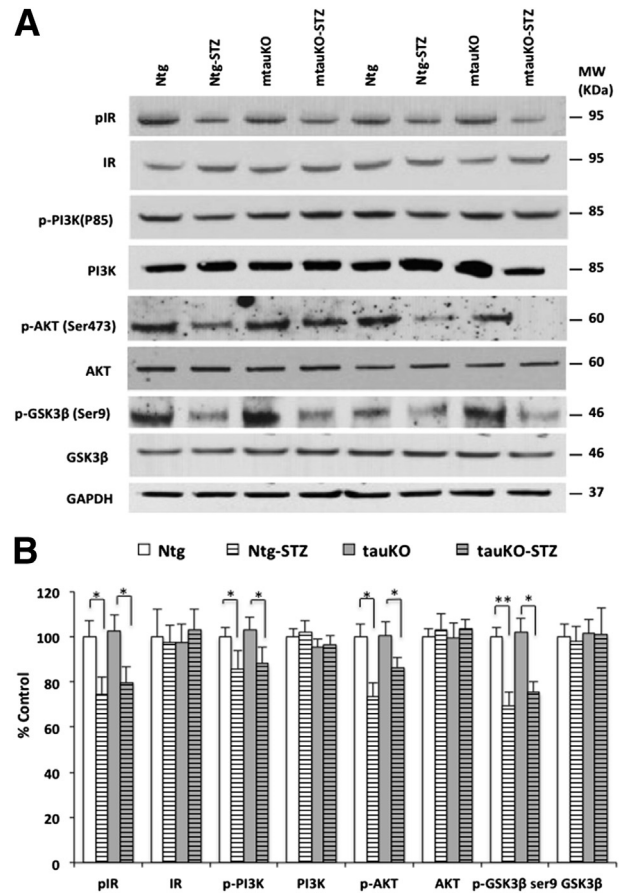 A
Ntg Ntg-STZ mtauKO mtauKO-STZ Ntg Ntg-STZ mtauKO mtauKO-STZ
MW
(KDa)
pIR 95
IR 95
p-PI3K(P85) 85
PI3K 85
p-AKT (Ser473) 60
AKT 60
p-GSK3β (Ser9) 46
GSK3β 46
GAPDH 37
B
Ntg Ntg-STZ tauKO tauKO-STZ
120
100
80
60
40
20
0
% Control
* * * * * * ** *
pIR IR p-PI3K PI3K p-AKT AKT p-GSK3β ser9 GSK3β